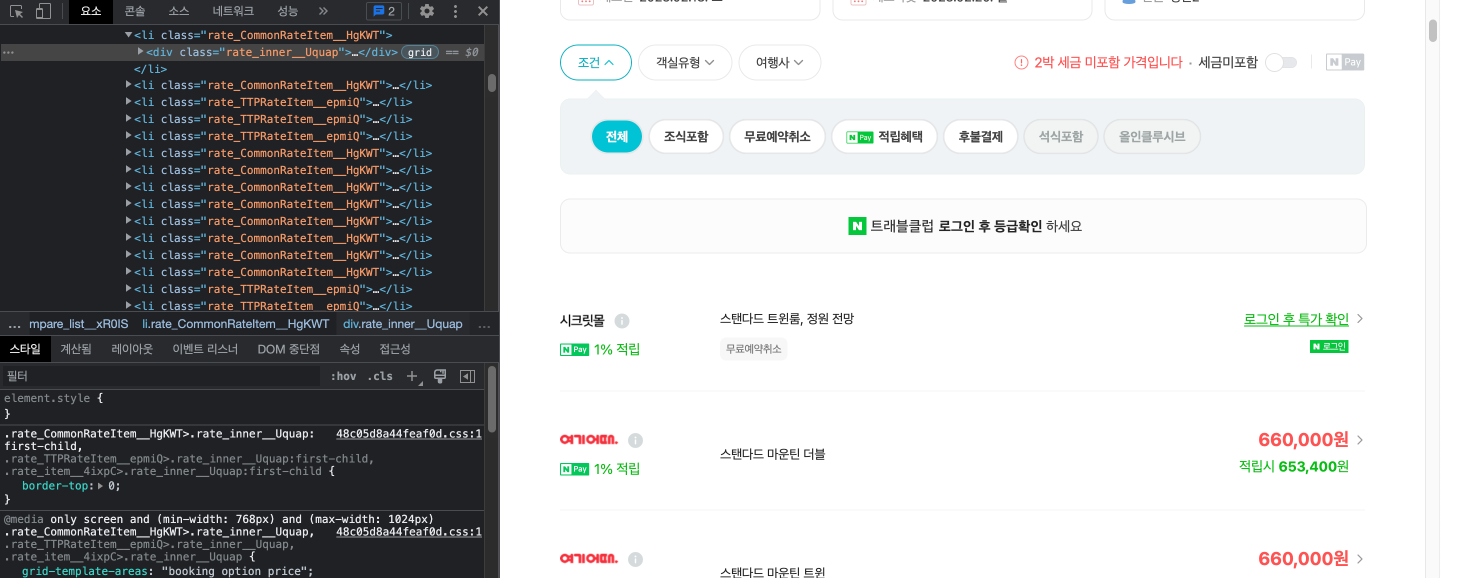 요소 콘솔 소스 네트워크 성능 » 2
<li class="rate_CommonRateItem__HgKWT">
… <div class="rate_inner__Uquap">…</div> grid == $0
</li>
<li class="rate_CommonRateItem__HgKWT">…</li>
<li class="rate_TTPRateItem__epmiQ">…</li>
<li class="rate_TTPRateItem__epmiQ">…</li>
<li class="rate_TTPRateItem__epmiQ">…</li>
<li class="rate_CommonRateItem__HgKWT">…</li>
<li class="rate_CommonRateItem__HgKWT">…</li>
<li class="rate_CommonRateItem__HgKWT">…</li>
<li class="rate_CommonRateItem__HgKWT">…</li>
<li class="rate_CommonRateItem__HgKWT">…</li>
<li class="rate_CommonRateItem__HgKWT">…</li>
<li class="rate_CommonRateItem__HgKWT">…</li>
<li class="rate_CommonRateItem__HgKWT">…</li>
<li class="rate_TTPRateItem__epmiQ">…</li>
<li class="rate_TTPRateItem__epmiQ">…</li>
… mpare_list__xR0IS li.rate_CommonRateItem__HgKWT div.rate_inner__Uquap …
스타일 계산됨 레이아웃 이벤트 리스너 DOM 중단점 속성 접근성
필터 :hov .cls
element.style {
}
.rate_CommonRateItem__HgKWT>.rate_inner__Uquap: 48c05d8a44feaf0d.css:1
first-child,
.rate_TTPRateItem__epmiQ>.rate_inner__Uquap:first-child,
.rate_item__4ixpC>.rate_inner__Uquap:first-child {
border-top: 0;
}
@media only screen and (min-width: 768px) and (max-width: 1024px)
.rate_CommonRateItem__HgKWT>.rate_inner__Uquap, 48c05d8a44feaf0d.css:1
.rate_TTPRateItem__epmiQ>.rate_inner__Uquap,
.rate_item__4ixpC>.rate_inner__Uquap {
grid-template-areas: "booking option price";
조건 객실유형 여행사 2박 세금 미포함 가격입니다 · 세금미포함 N Pay
전체 조식포함 무료예약취소 N Pay 적립혜택 후불결제 석식포함 올인클루시브
N 트래블클럽 로그인 후 등급확인 하세요
시크릿몰 스탠다드 트윈룸, 정원 전망 로그인 후 특가 확인
N Pay 1% 적립 무료예약취소 N 로그인
여기어때. 스탠다드 마운틴 더블 660,000원
N Pay 1% 적립 적립시 653,400원
여기어때. 스탠다드 마운틴 트윈 660,000원